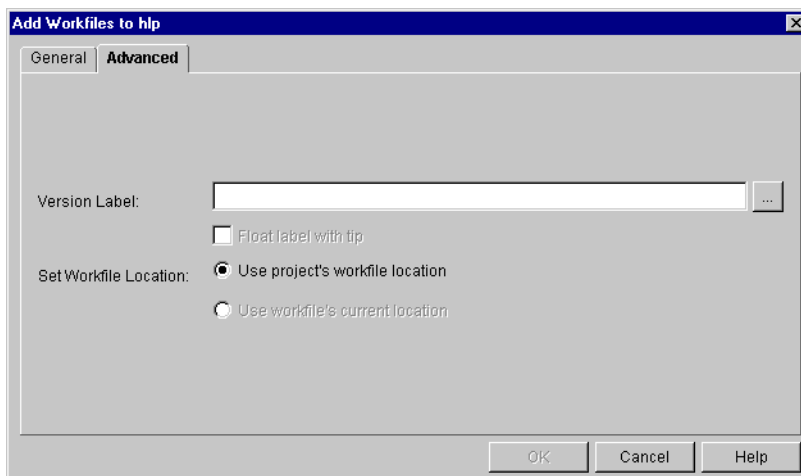 Add Workfiles to hlp
General Advanced
Version Label: ...
Float label with tip
Set Workfile Location: Use project's workfile location
Use workfile's current location
OK Cancel Help